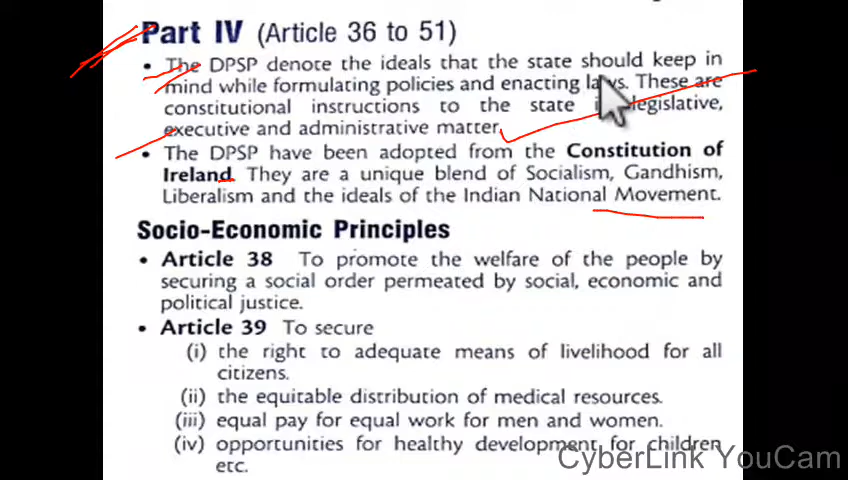 Part IV (Article 36 to 51)
• The DPSP denote the ideals that the state should keep in
mind while formulating policies and enacting laws. These are
constitutional instructions to the state legislative,
executive and administrative matter.
• The DPSP have been adopted from the Constitution of
Ireland. They are a unique blend of Socialism, Gandhism,
Liberalism and the ideals of the Indian National Movement.
Socio-Economic Principles
• Article 38 To promote the welfare of the people by
securing a social order permeated by social, economic and
political justice.
• Article 39 To secure
(i) the right to adequate means of livelihood for all
citizens.
(ii) the equitable distribution of medical resources.
(iii) equal pay for equal work for men and women.
(iv) opportunities for healthy development for children
etc.
CyberLink YouCam